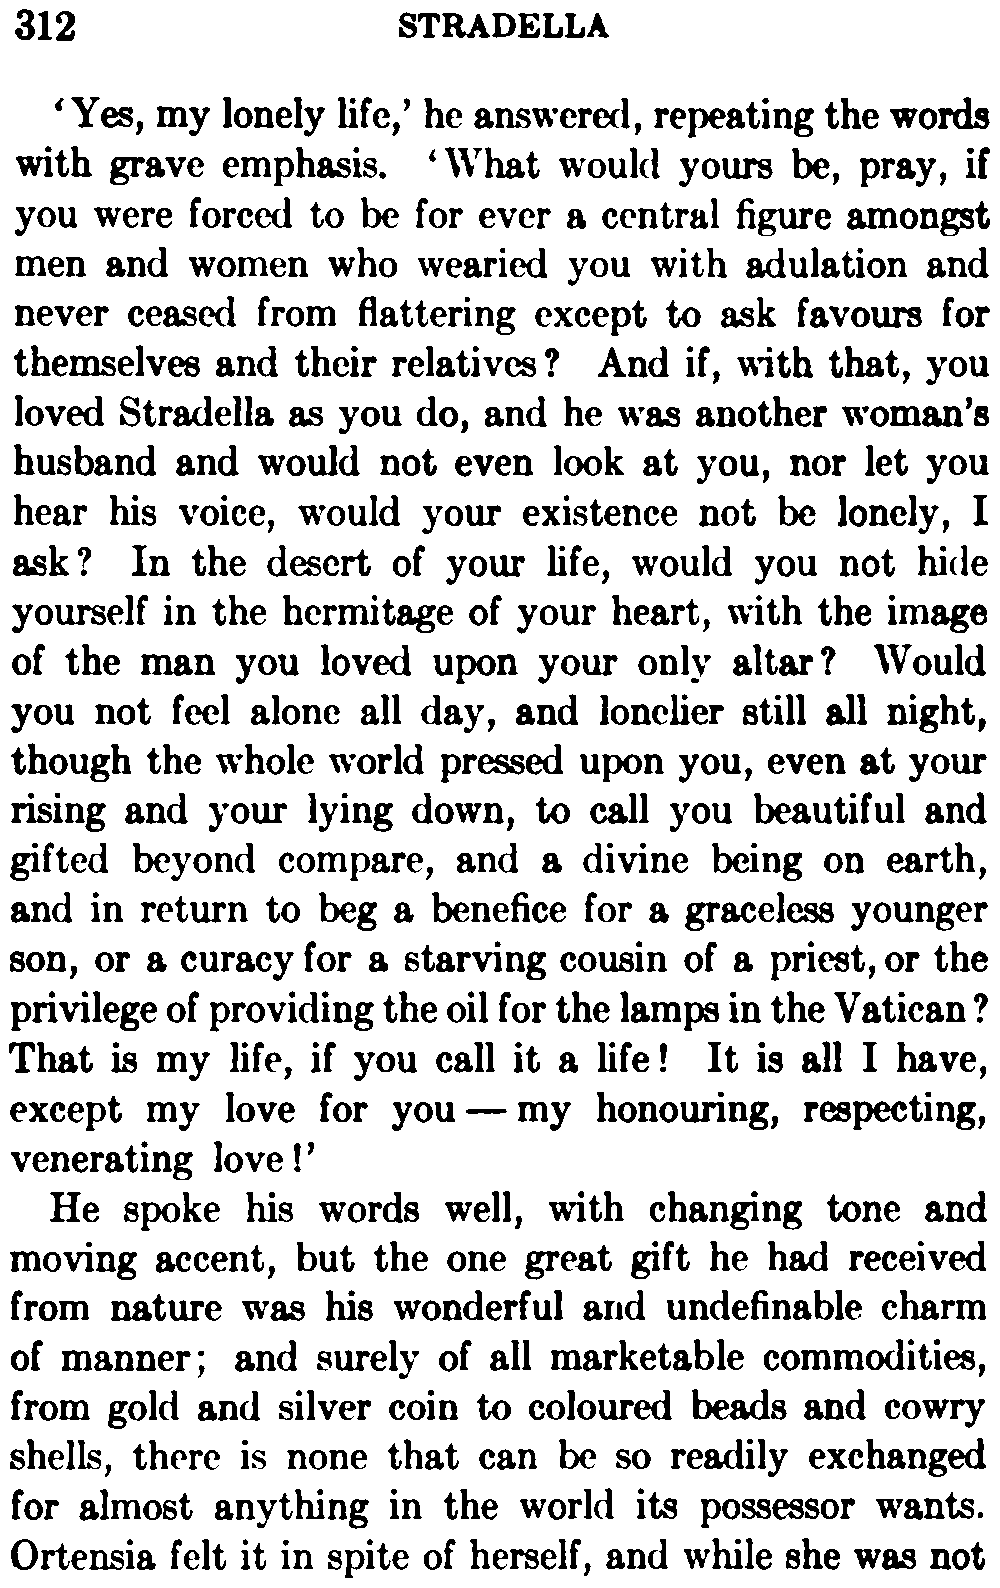 312 STRADELLA
‘Yes, my lonely life,’ he answered, repeating the words
with grave emphasis. ‘What would yours be, pray, if
you were forced to be for ever a central figure amongst
men and women who wearied you with adulation and
never ceased from flattering except to ask favours for
themselves and their relatives? And if, with that, you
loved Stradella as you do, and he was another woman’s
husband and would not even look at you, nor let you
hear his voice, would your existence not be lonely, I
ask? In the desert of your life, would you not hide
yourself in the hermitage of your heart, with the image
of the man you loved upon your only altar? Would
you not feel alone all day, and lonelier still all night,
though the whole world pressed upon you, even at your
rising and your lying down, to call you beautiful and
gifted beyond compare, and a divine being on earth,
and in return to beg a benefice for a graceless younger
son, or a curacy for a starving cousin of a priest, or the
privilege of providing the oil for the lamps in the Vatican?
That is my life, if you call it a life! It is all I have,
except my love for you — my honouring, respecting,
venerating love!’
He spoke his words well, with changing tone and
moving accent, but the one great gift he had received
from nature was his wonderful and undefinable charm
of manner; and surely of all marketable commodities,
from gold and silver coin to coloured beads and cowry
shells, there is none that can be so readily exchanged
for almost anything in the world its possessor wants.
Ortensia felt it in spite of herself, and while she was not